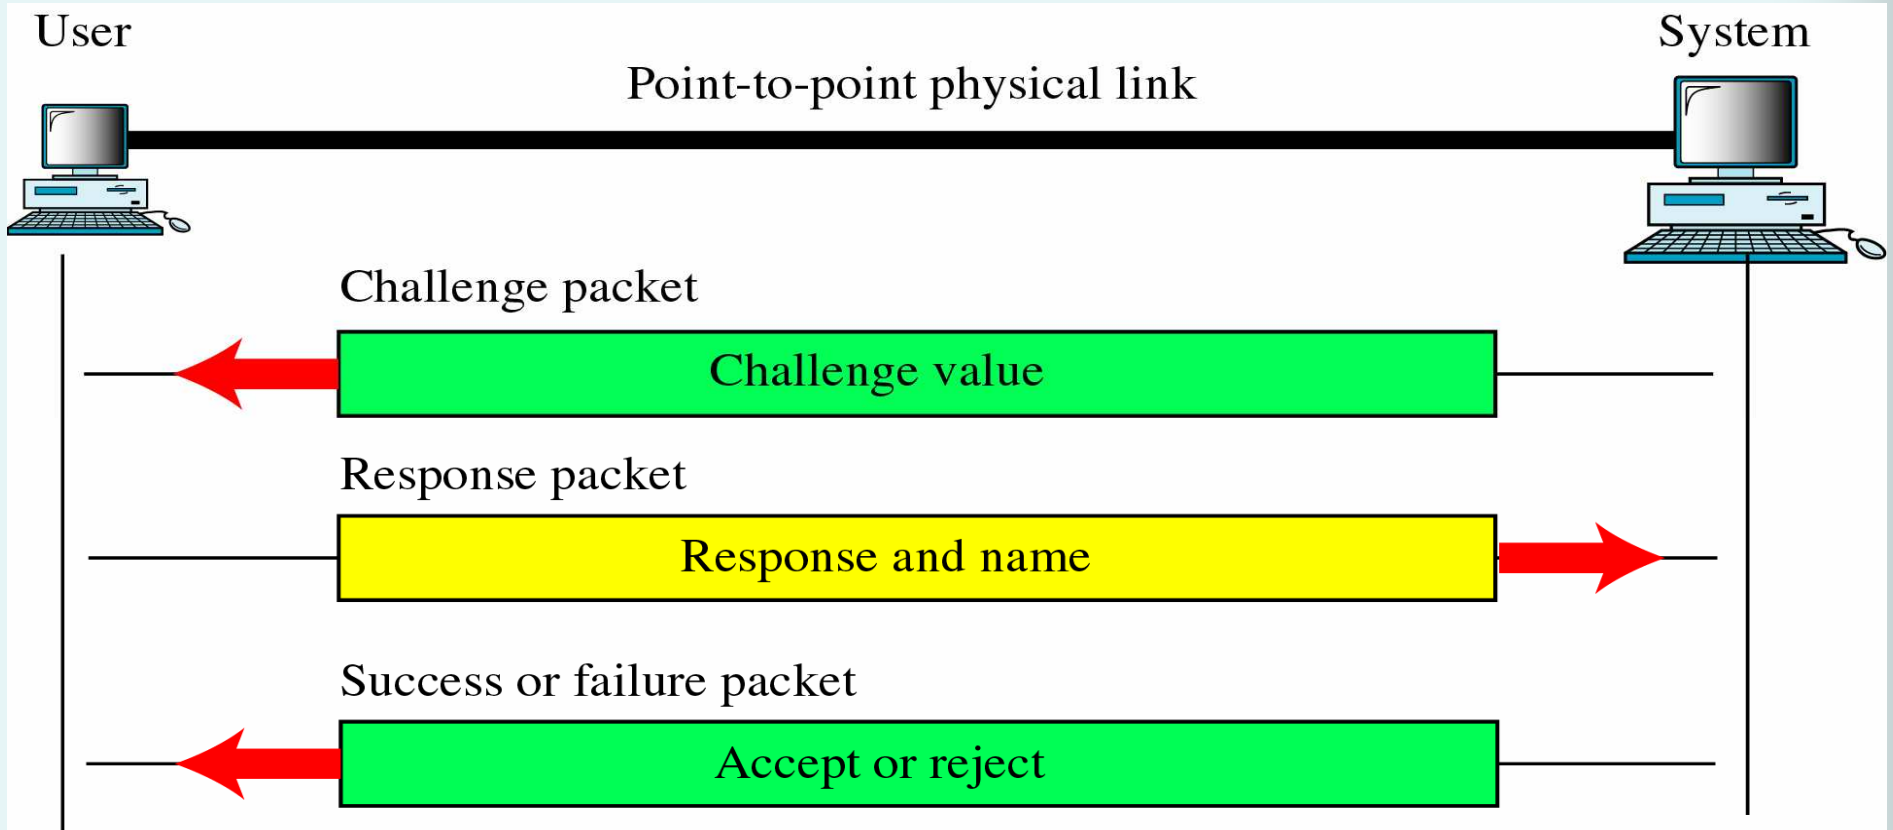 User
System
Point-to-point physical link
Challenge packet
Challenge value
Response packet
Response and name
Success or failure packet
Accept or reject